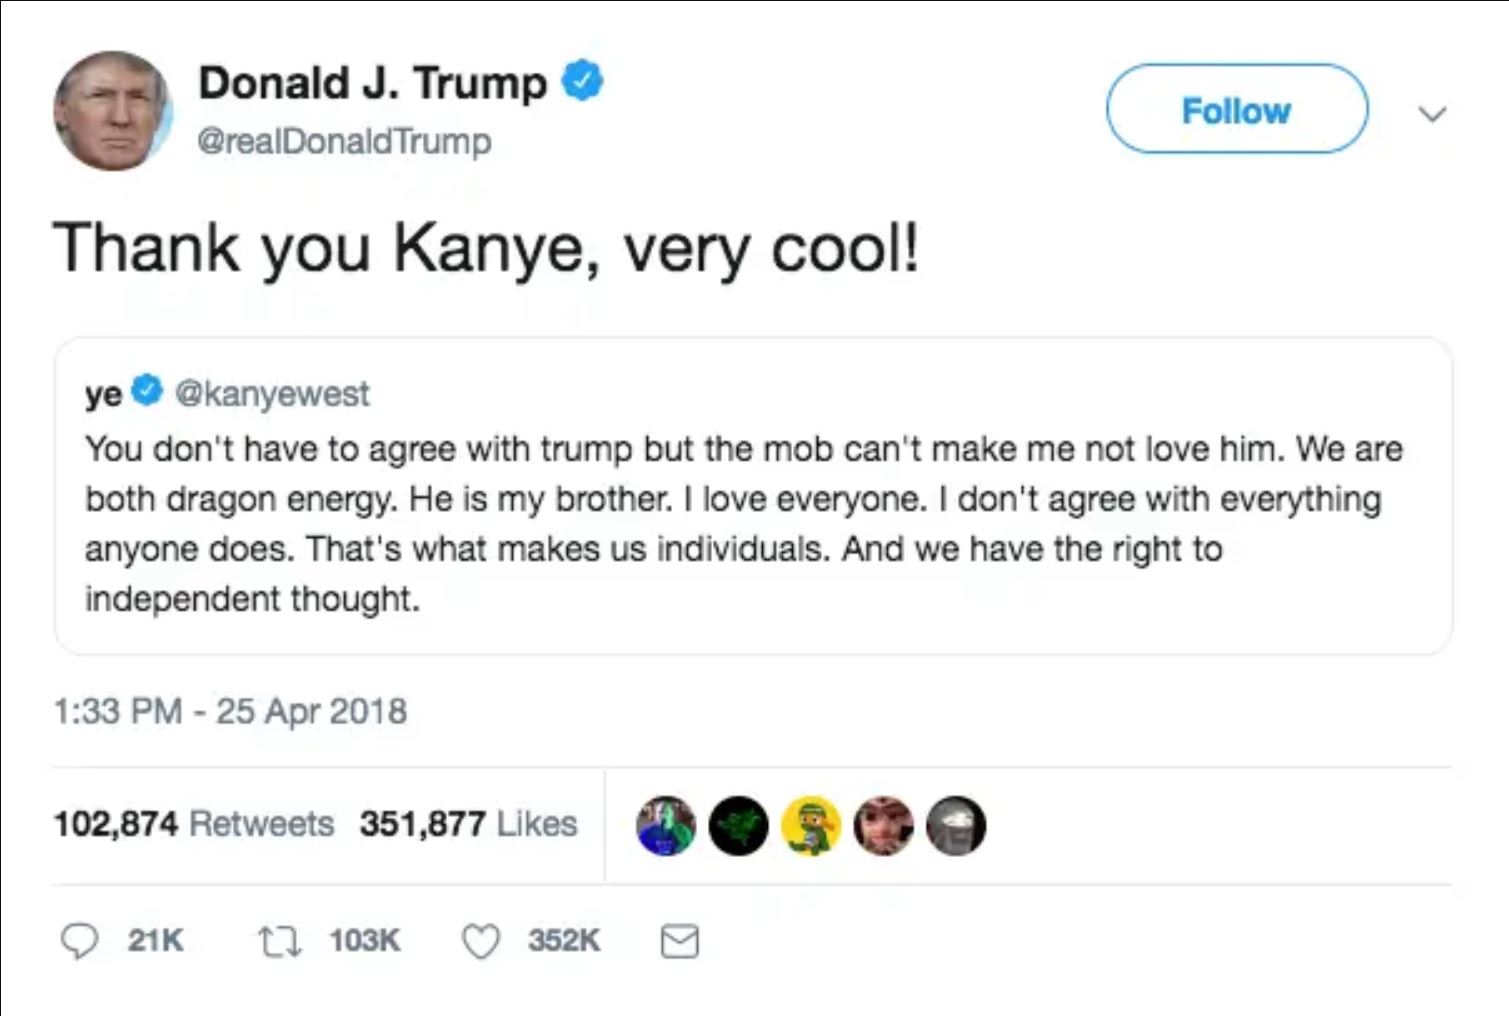 Donald J. Trump
@realDonaldTrump
Follow
Thank you Kanye, very cool!
ye @kanyewest
You don't have to agree with trump but the mob can't make me not love him. We are
both dragon energy. He is my brother. I love everyone. I don't agree with everything
anyone does. That's what makes us individuals. And we have the right to
independent thought.
1:33 PM - 25 Apr 2018
102,874 Retweets 351,877 Likes
21K 103K 352K